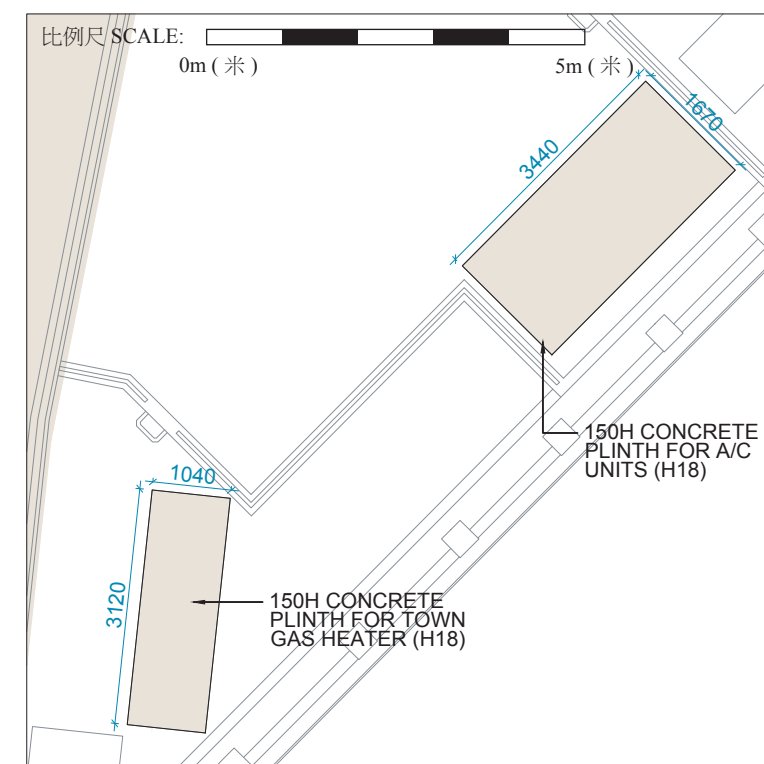 比例尺 SCALE:
0m ( 米 )
5m ( 米 )
1670
3440
150H CONCRETE
PLINTH FOR A/C
UNITS (H18)
1040
3120
150H CONCRETE
PLINTH FOR TOWN
GAS HEATER (H18)